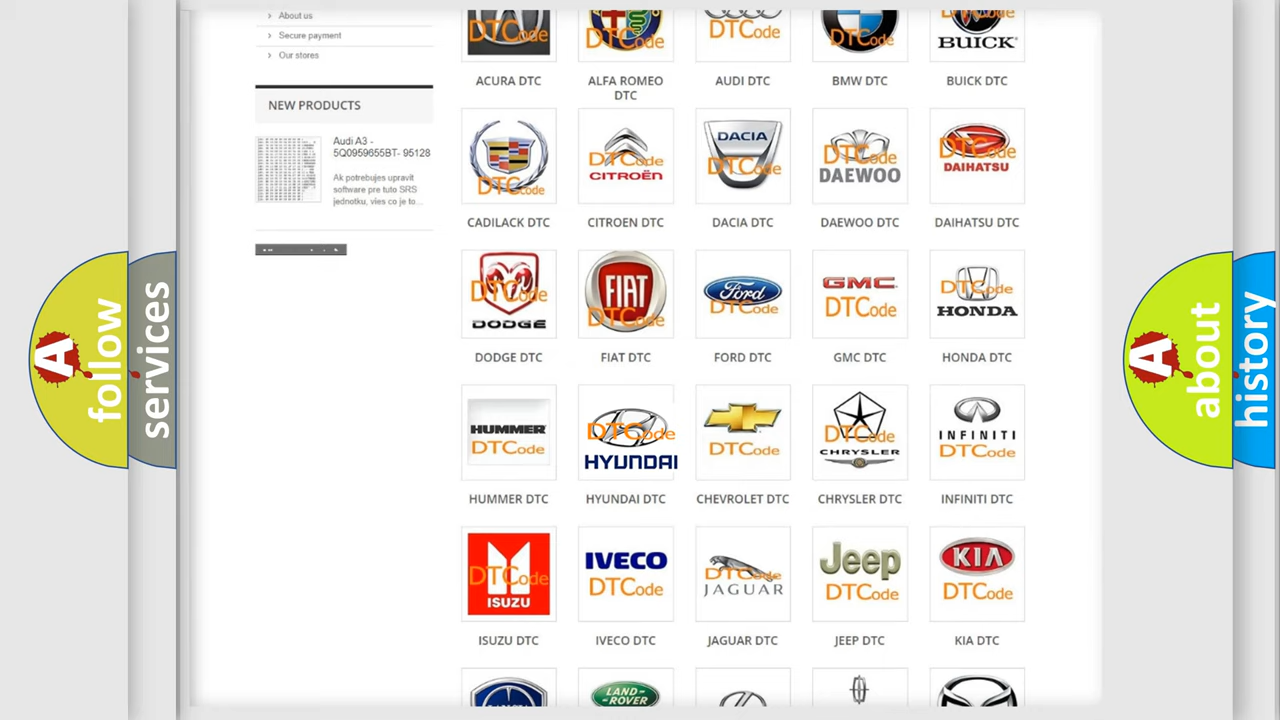 About us
Secure payment
Our stores
NEW PRODUCTS
Audi A3 -
5Q0959655BT- 95128
Ak potrebujes upravit
software pre tuto SRS
jednotku, vies co je to...
DTCode
DTCode
DTCode
DTCode
BUICK
ACURA DTC
ALFA ROMEO
DTC
AUDI DTC
BMW DTC
BUICK DTC
DTCode
DTCode
CITROËN
DACIA
DTCode
DTCode
DAEWOO
DTCode
DAIHATSU
CADILACK DTC
CITROEN DTC
DACIA DTC
DAEWOO DTC
DAIHATSU DTC
DTCode
DODGE
FIAT
DTCode
Ford
DTCode
GMC
DTCode
DTCode
HONDA
DODGE DTC
FIAT DTC
FORD DTC
GMC DTC
HONDA DTC
HUMMER
DTCode
DTCode
HYUNDAI
DTCode
DTCode
CHRYSLER
INFINITI
DTCode
HUMMER DTC
HYUNDAI DTC
CHEVROLET DTC
CHRYSLER DTC
INFINITI DTC
DTCode
ISUZU
IVECO
DTCode
DTCode
JAGUAR
Jeep
DTCode
KIA
DTCode
ISUZU DTC
IVECO DTC
JAGUAR DTC
JEEP DTC
KIA DTC
LAND-
ROVER
A
follow
services
A
about
history